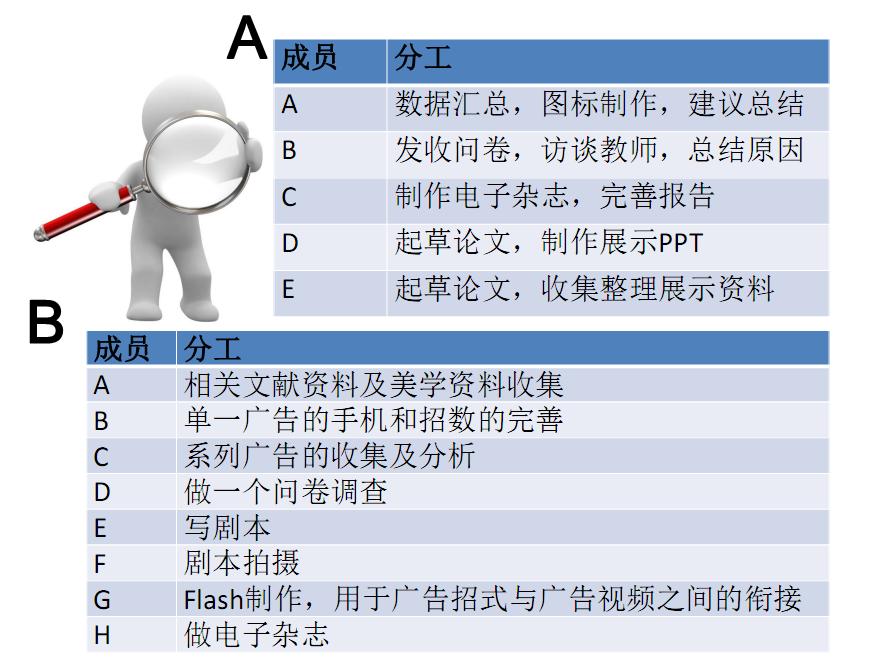 A
成员 分工
A 数据汇总，图标制作，建议总结
B 发收问卷，访谈教师，总结原因
C 制作电子杂志，完善报告
D 起草论文，制作展示PPT
E 起草论文，收集整理展示资料
B
成员 分工
A 相关文献资料及美学资料收集
B 单一广告的手机和招数的完善
C 系列广告的收集及分析
D 做一个问卷调查
E 写剧本
F 剧本拍摄
G Flash制作，用于广告招式与广告视频之间的衔接
H 做电子杂志